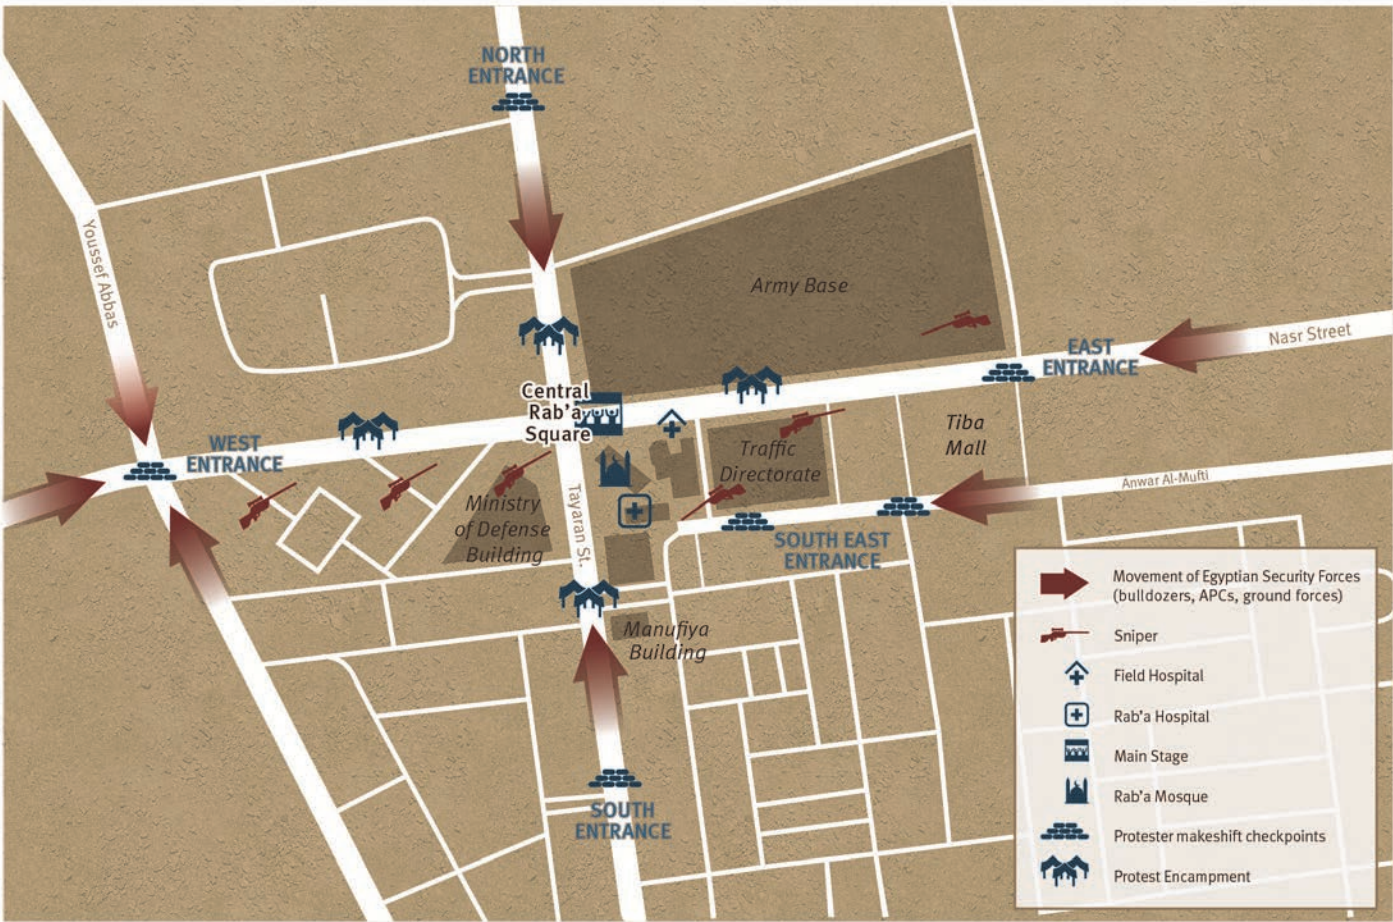 NORTH
ENTRANCE
Youssef Abbas
Army Base
Nasr Street
EAST
ENTRANCE
Central
Rab'a
Square
WEST
ENTRANCE
Tiba
Mall
Traffic
Directorate
Anwar Al-Mufti
Ministry
of Defense
Building
Tayaran St.
SOUTH EAST
ENTRANCE
Manufiya
Building
SOUTH
ENTRANCE
Movement of Egyptian Security Forces
(bulldozers, APCs, ground forces)
Sniper
Field Hospital
Rab'a Hospital
Main Stage
Rab'a Mosque
Protester makeshift checkpoints
Protest Encampment